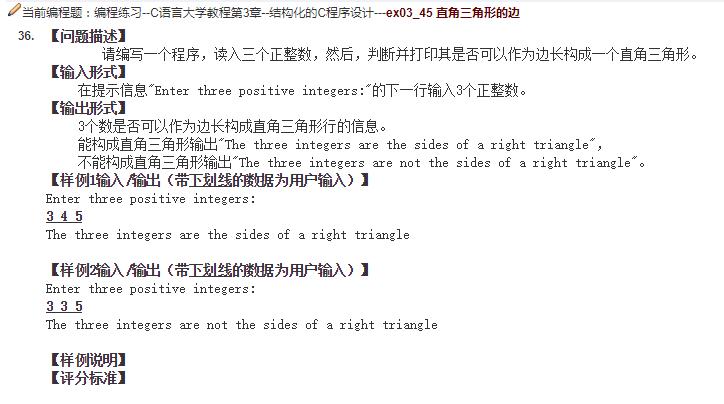 当前编程题：编程练习--C语言大学教程第3章--结构化的C程序设计---ex03_45 直角三角形的边
36. 【问题描述】
请编写一个程序，读入三个正整数，然后，判断并打印其是否可以作为边长构成一个直角三角形。
【输入形式】
在提示信息"Enter three positive integers:"的下一行输入3个正整数。
【输出形式】
3个数是否可以作为边长构成直角三角形行的信息。
能构成直角三角形输出"The three integers are the sides of a right triangle"，
不能构成直角三角形输出"The three integers are not the sides of a right triangle"。
【样例1输入/输出（带下划线的数据为用户输入）】
Enter three positive integers:
3 4 5
The three integers are the sides of a right triangle
【样例2输入/输出（带下划线的数据为用户输入）】
Enter three positive integers:
3 3 5
The three integers are not the sides of a right triangle
【样例说明】
【评分标准】